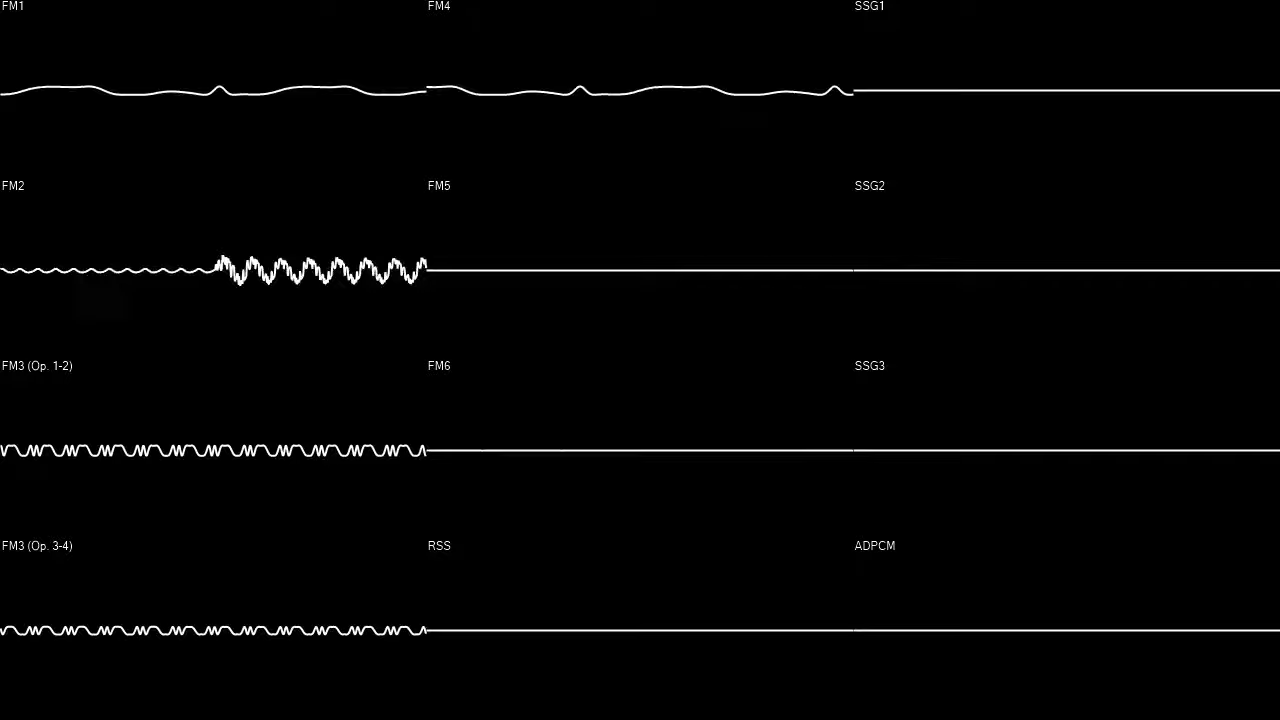 FM1
FM4
SSG1
FM2
FM5
SSG2
FM3 (Op. 1-2)
FM6
SSG3
FM3 (Op. 3-4)
RSS
ADPCM